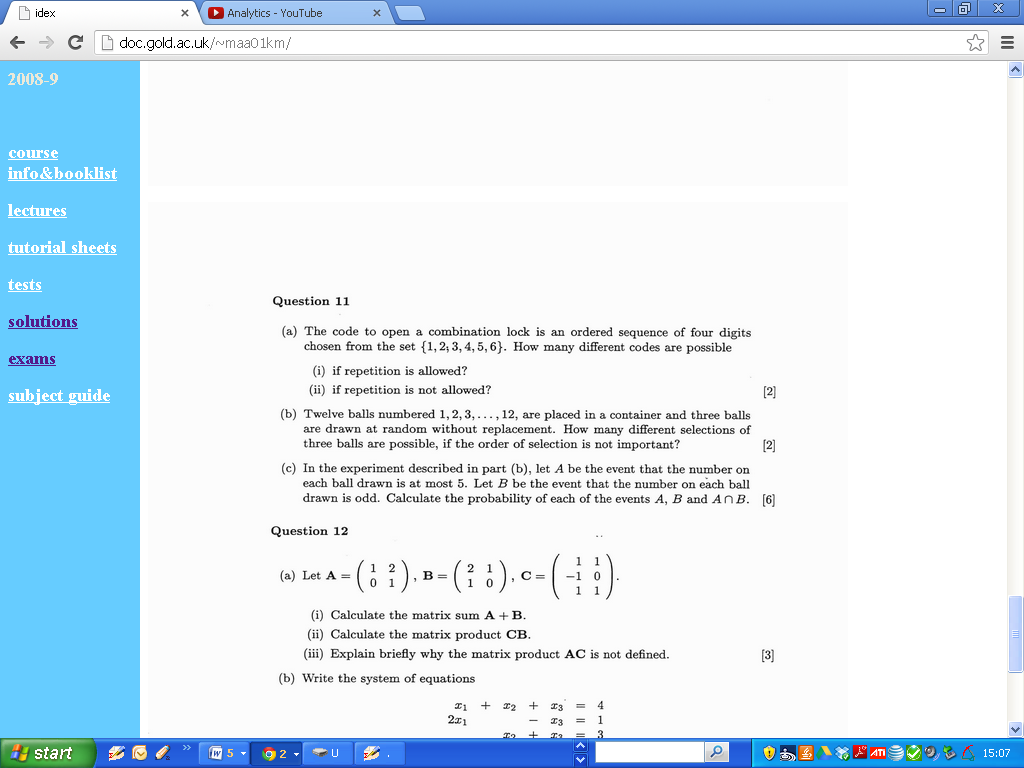 idex
Analytics - YouTube
doc.gold.ac.uk/~maa01km/
2008-9
course
info&booklist
lectures
tutorial sheets
tests
solutions
exams
subject guide
Question 11
(a) The code to open a combination lock is an ordered sequence of four digits
chosen from the set {1, 2, 3, 4, 5, 6}. How many different codes are possible
(i) if repetition is allowed?
(ii) if repetition is not allowed? [2]
(b) Twelve balls numbered 1, 2, 3, . . . , 12, are placed in a container and three balls
are drawn at random without replacement. How many different selections of
three balls are possible, if the order of selection is not important? [2]
(c) In the experiment described in part (b), let A be the event that the number on
each ball drawn is at most 5. Let B be the event that the number on each ball
drawn is odd. Calculate the probability of each of the events A, B and A ∩ B. [6]
Question 12
(a) Let A = ( 1 2 0 1 ), B = ( 2 1 1 0 ), C = ( 1 1 −1 0 1 1 ).
(i) Calculate the matrix sum A + B.
(ii) Calculate the matrix product CB.
(iii) Explain briefly why the matrix product AC is not defined. [3]
(b) Write the system of equations
x₁ + x₂ + x₃ = 4
2x₁ − x₃ = 1
x₂ + x₃ = 3
start
5
2
U
ATI
15:07